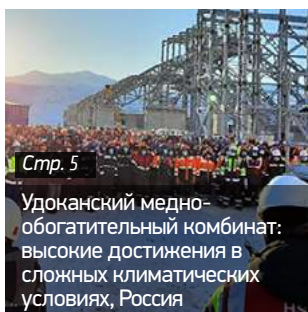 Стр. 5
Удоканский медно-
обогатительный комбинат:
высокие достижения в
сложных климатических
условиях, Россия